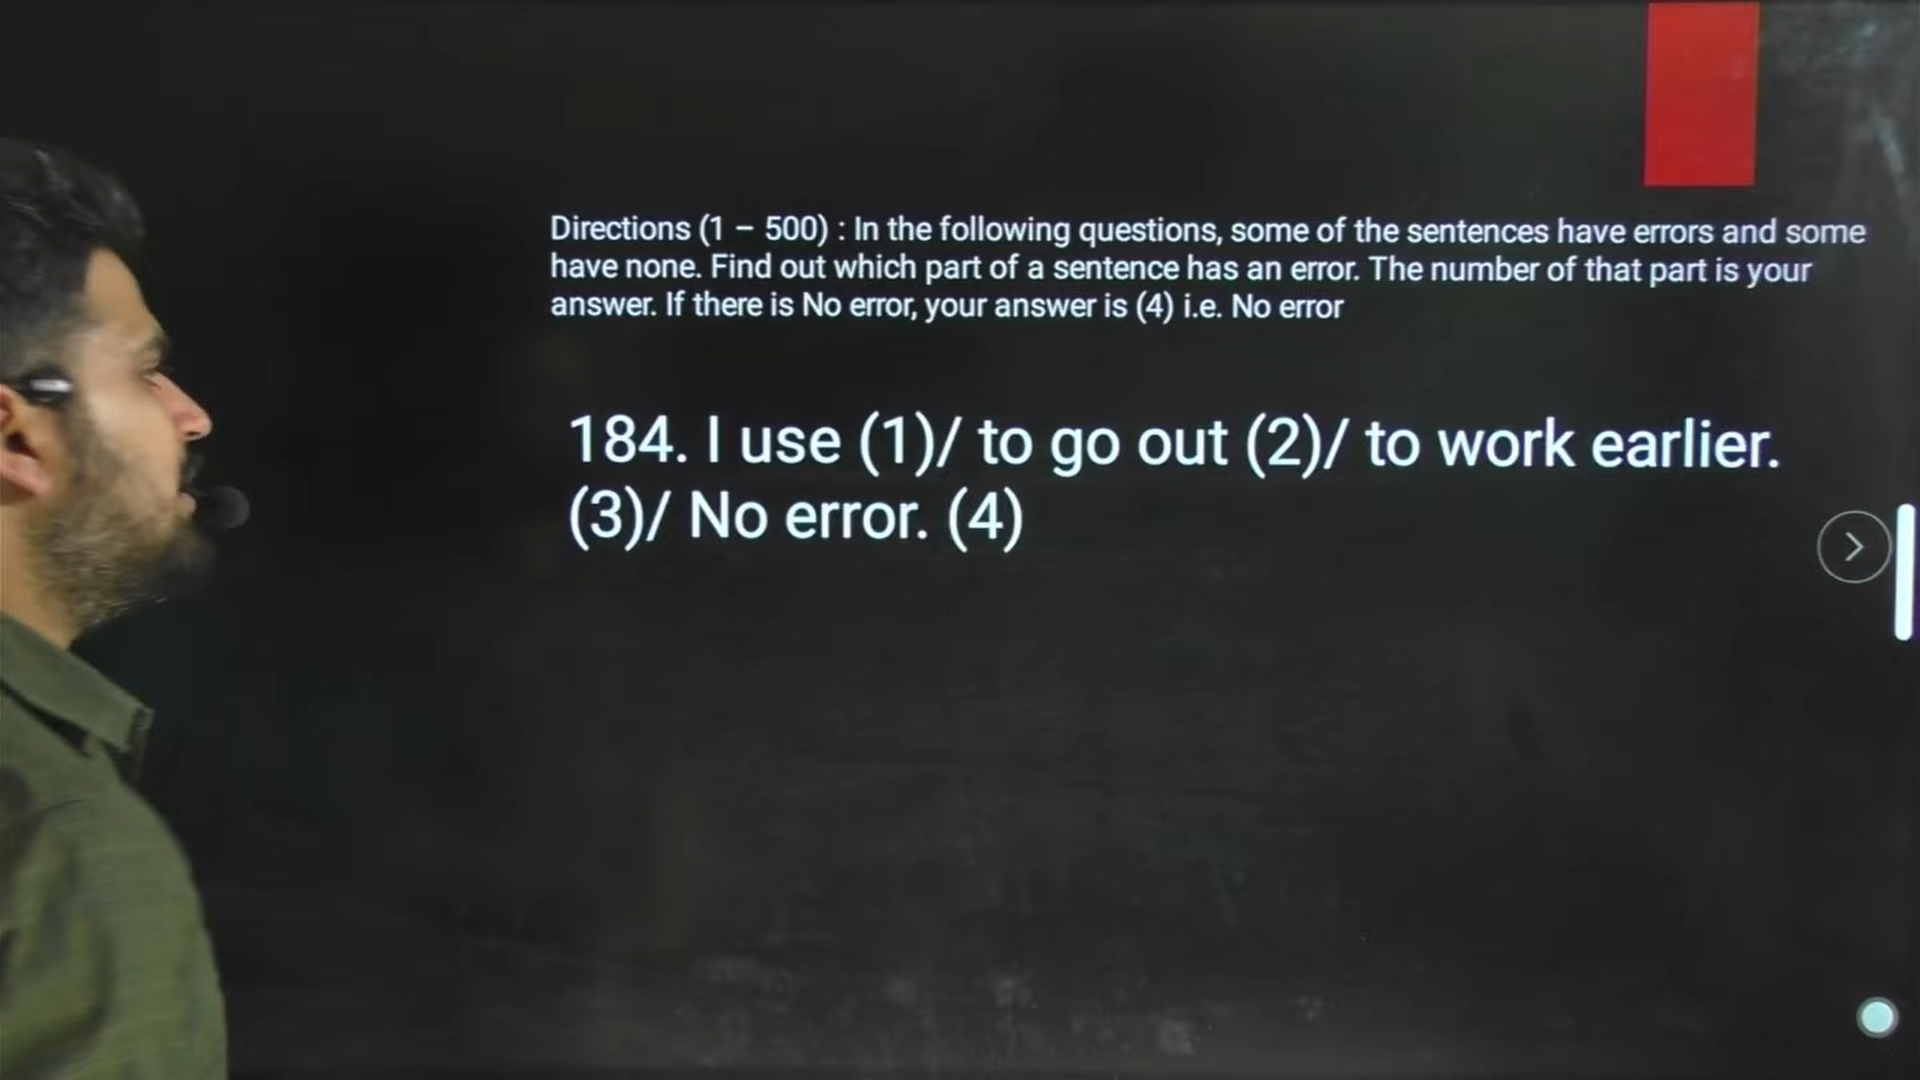 Directions (1 – 500) : In the following questions, some of the sentences have errors and some
have none. Find out which part of a sentence has an error. The number of that part is your
answer. If there is No error, your answer is (4) i.e. No error
184. I use (1)/ to go out (2)/ to work earlier.
(3)/ No error. (4)